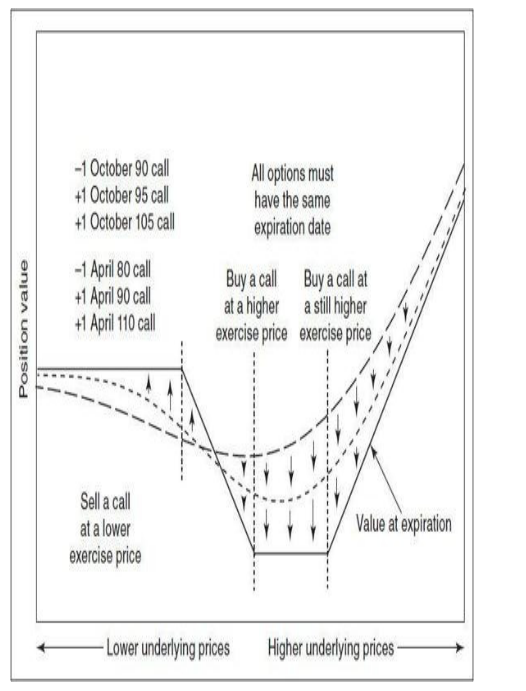 -1 October 90 call
+1 October 95 call
+1 October 105 call
All options must
have the same
expiration date
-1 April 80 call
+1 April 90 call
+1 April 110 call
Buy a call
at a higher
exercise price
Buy a call at
a still higher
exercise price
Position value
Sell a call
at a lower
exercise price
Value at expiration
Lower underlying prices
Higher underlying prices